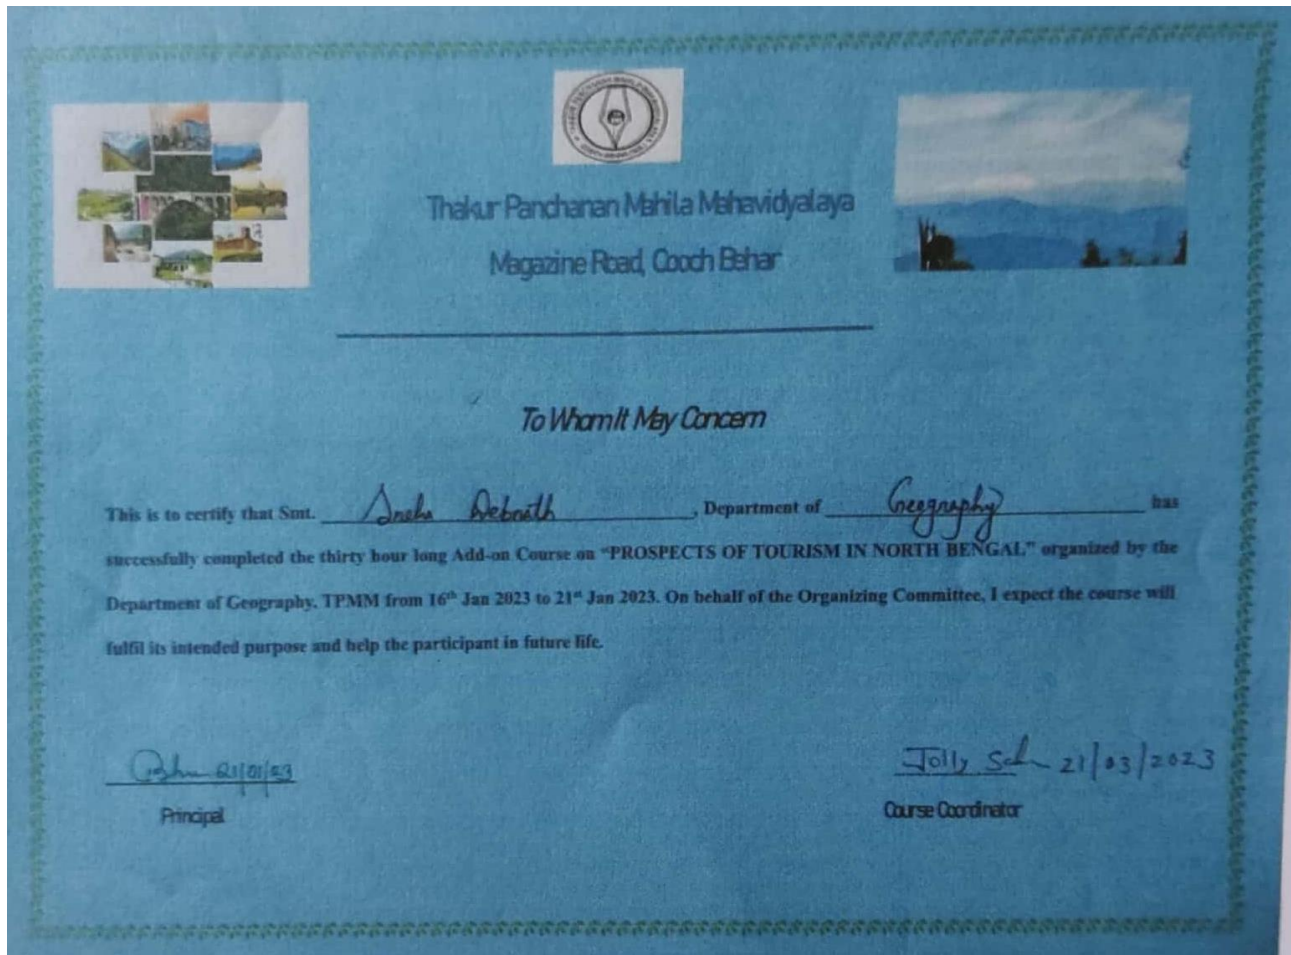 Thakur Panchanan Mahila Mahavidyalaya
Magazine Road, Cooch Behar
To Whom It May Concern
This is to certify that Smt. Sneha Debnath, Department of Geography has
successfully completed the thirty hour long Add-on Course on "PROSPECTS OF TOURISM IN NORTH BENGAL" organized by the
Department of Geography, TPMM from 16th Jan 2023 to 21st Jan 2023. On behalf of the Organizing Committee, I expect the course will
fulfil its intended purpose and help the participant in future life.
21/01/23
Jolly 21/03/2023
Principal
Course Coordinator